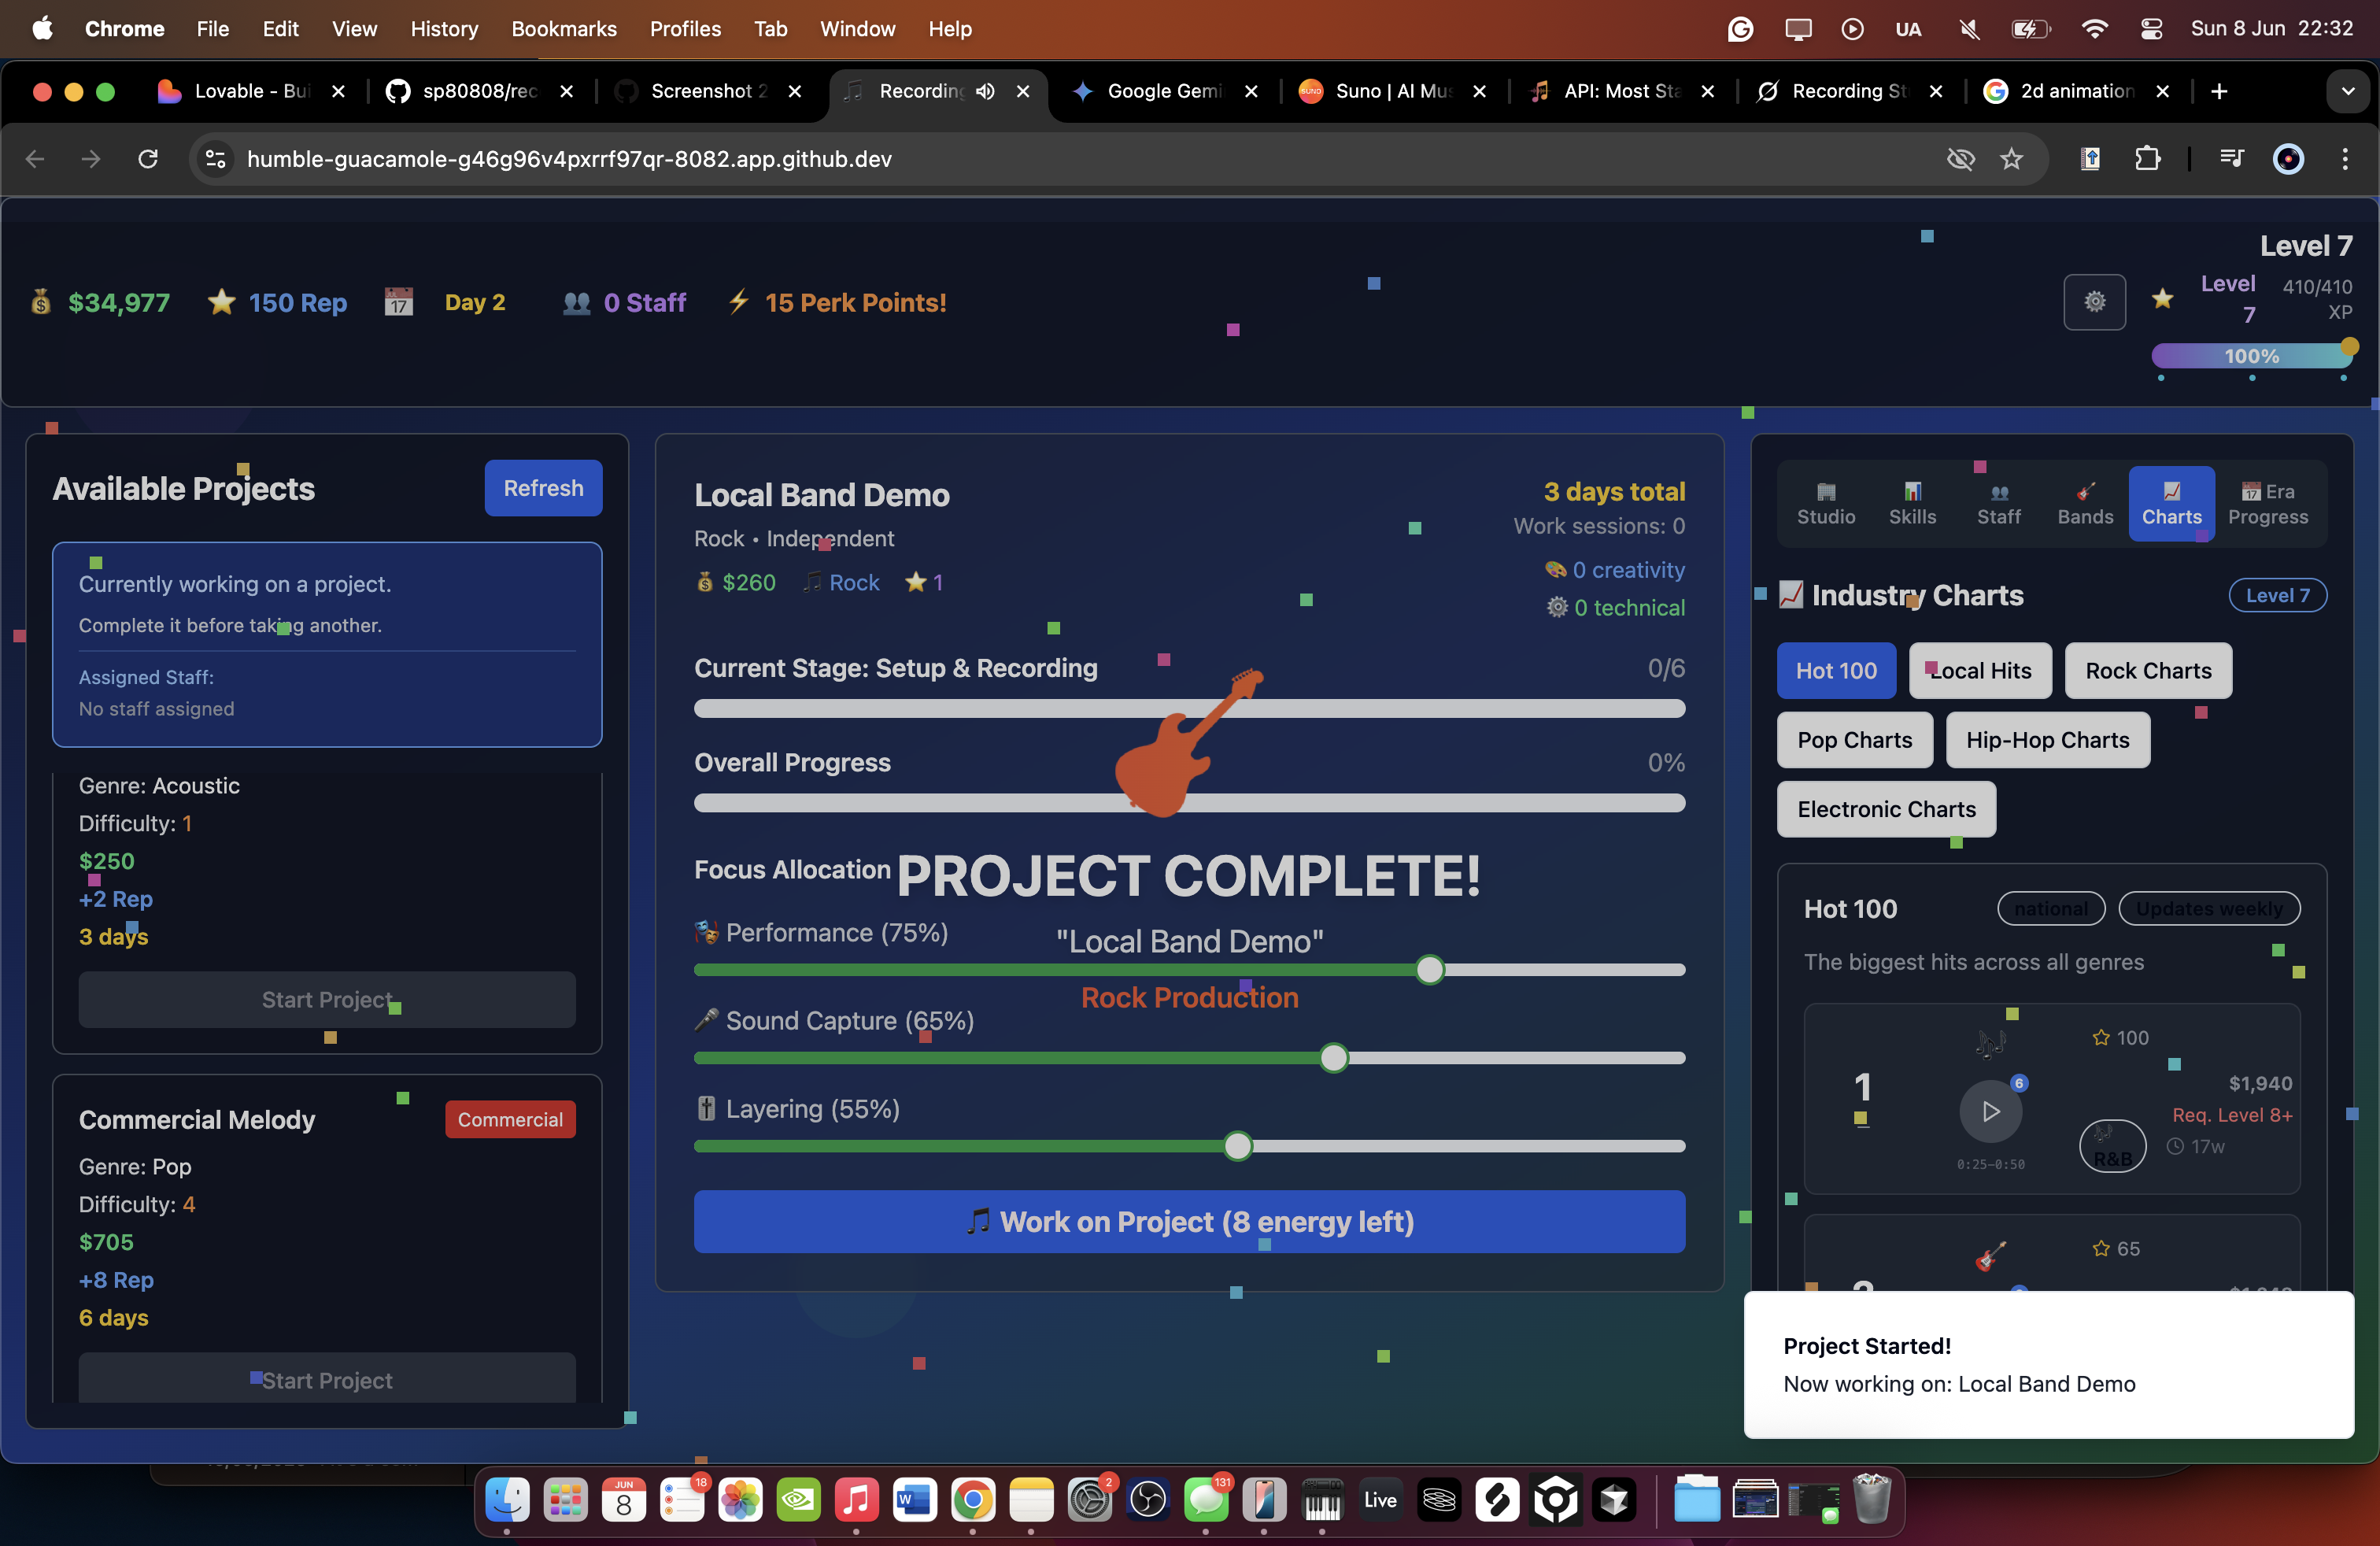 Chrome File Edit View History Bookmarks Profiles Tab Window Help UA Sun 8 Jun 22:32
Lovable - Bui sp80808/rec Screenshot 2 Recording Google Gemi Suno | AI Mus API: Most Sta Recording St 2d animation
humble-guacamole-g46g96v4pxrrf97qr-8082.app.github.dev
Level 7
$34,977 150 Rep Day 2 0 Staff 15 Perk Points!
Level 7
410/410 XP
100%
Available Projects
Refresh
Currently working on a project.
Complete it before taking another.
Assigned Staff:
No staff assigned
Genre: Acoustic
Difficulty: 1
$250
+2 Rep
3 days
Start Project
Commercial Melody
Commercial
Genre: Pop
Difficulty: 4
$705
+8 Rep
6 days
Start Project
Local Band Demo
3 days total
Rock • Independent
Work sessions: 0
$260 Rock 1
0 creativity
0 technical
Current Stage: Setup & Recording
0/6
Overall Progress
0%
Focus Allocation
PROJECT COMPLETE!
Performance (75%)
"Local Band Demo"
Rock Production
Sound Capture (65%)
Layering (55%)
Work on Project (8 energy left)
Studio Skills Staff Bands Charts Era Progress
Industry Charts
Level 7
Hot 100 Local Hits Rock Charts
Pop Charts Hip-Hop Charts
Electronic Charts
Hot 100
national
Updates weekly
The biggest hits across all genres
1
6
0:25–0:50
100
R&B
$1,940
Req. Level 8+
17w
65
Project Started!
Now working on: Local Band Demo
JUN
8
18
2
131
Live